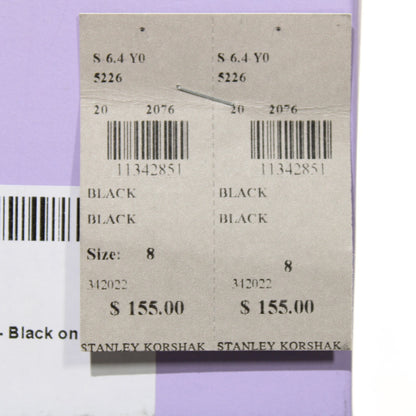 S 6.4 Y0 S 6.4 Y0
5226 5226
20 2076 20 2076
11342851 11342851
BLACK BLACK
BLACK BLACK
Size: 8 8
342022 342022
$ 155.00 $ 155.00
STANLEY KORSHAK STANLEY KORSHAK
- Black on